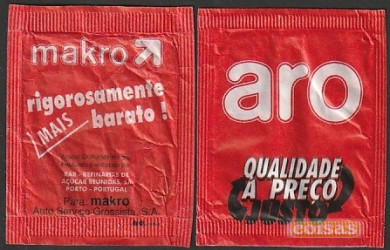 makro
rigorosamente
MAIS barato !
RAR - REFINARIAS DE
AÇÚCAR REUNIDAS, SA
PORTO - PORTUGAL
Para: makro
Auto Serviço Grossista, S.A.
aro
QUALIDADE
A PREÇO
JUSTO
coisas